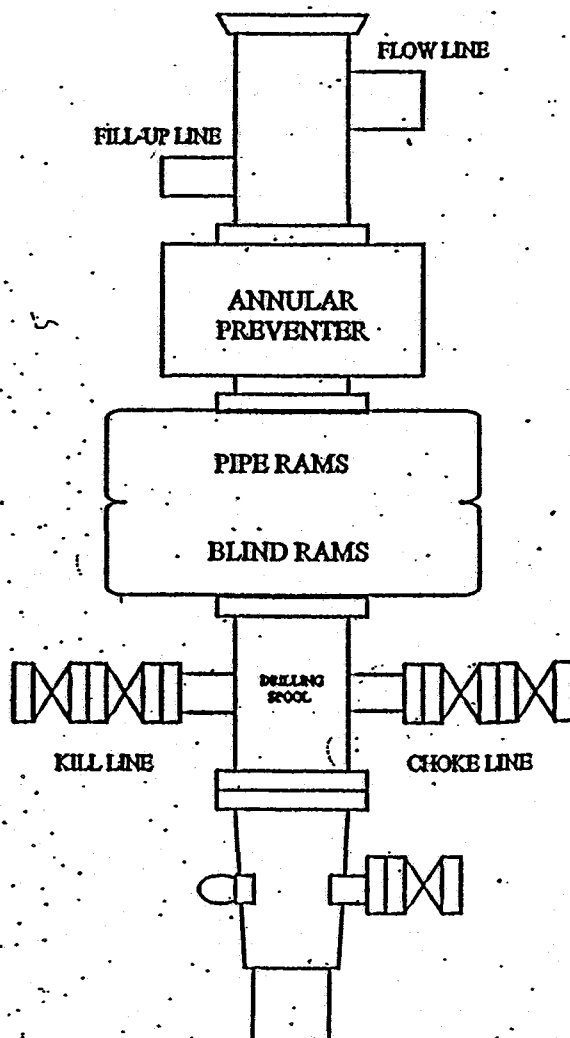 FLOW LINE
FILL-UP LINE
ANNULAR
PREVENTER
PIPE RAMS
BLIND RAMS
DRILLING
SPOOL
KILL LINE
CHOKE LINE